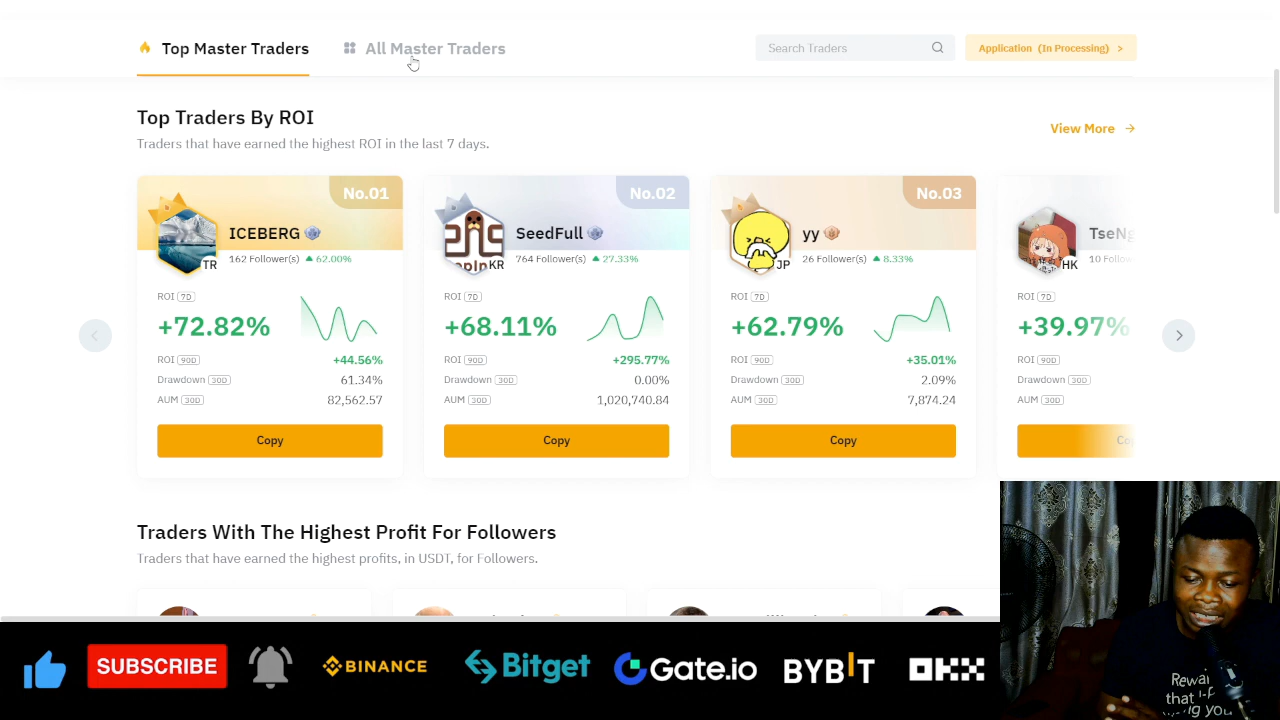 Top Master Traders
All Master Traders
Search Traders
Application (In Processing) >
Top Traders By ROI
Traders that have earned the highest ROI in the last 7 days.
View More
No.01
ICEBERG
TR
162 Follower(s) 62.00%
ROI 7D
+72.82%
ROI 90D +44.56%
Drawdown 30D 61.34%
AUM 30D 82,562.57
Copy
No.02
SeedFull
KR
764 Follower(s) 27.33%
ROI 7D
+68.11%
ROI 90D +295.77%
Drawdown 30D 0.00%
AUM 30D 1,020,740.84
Copy
No.03
yy
JP
26 Follower(s) 8.33%
ROI 7D
+62.79%
ROI 90D +35.01%
Drawdown 30D 2.09%
AUM 30D 7,874.24
Copy
TseNg
HK
10 Follow
ROI 7D
+39.97%
ROI 90D
Drawdown 30D
AUM 30D
Co
Traders With The Highest Profit For Followers
Traders that have earned the highest profits, in USDT, for Followers.
SUBSCRIBE
BINANCE
Bitget
Gate.io
BYBIT
OKX